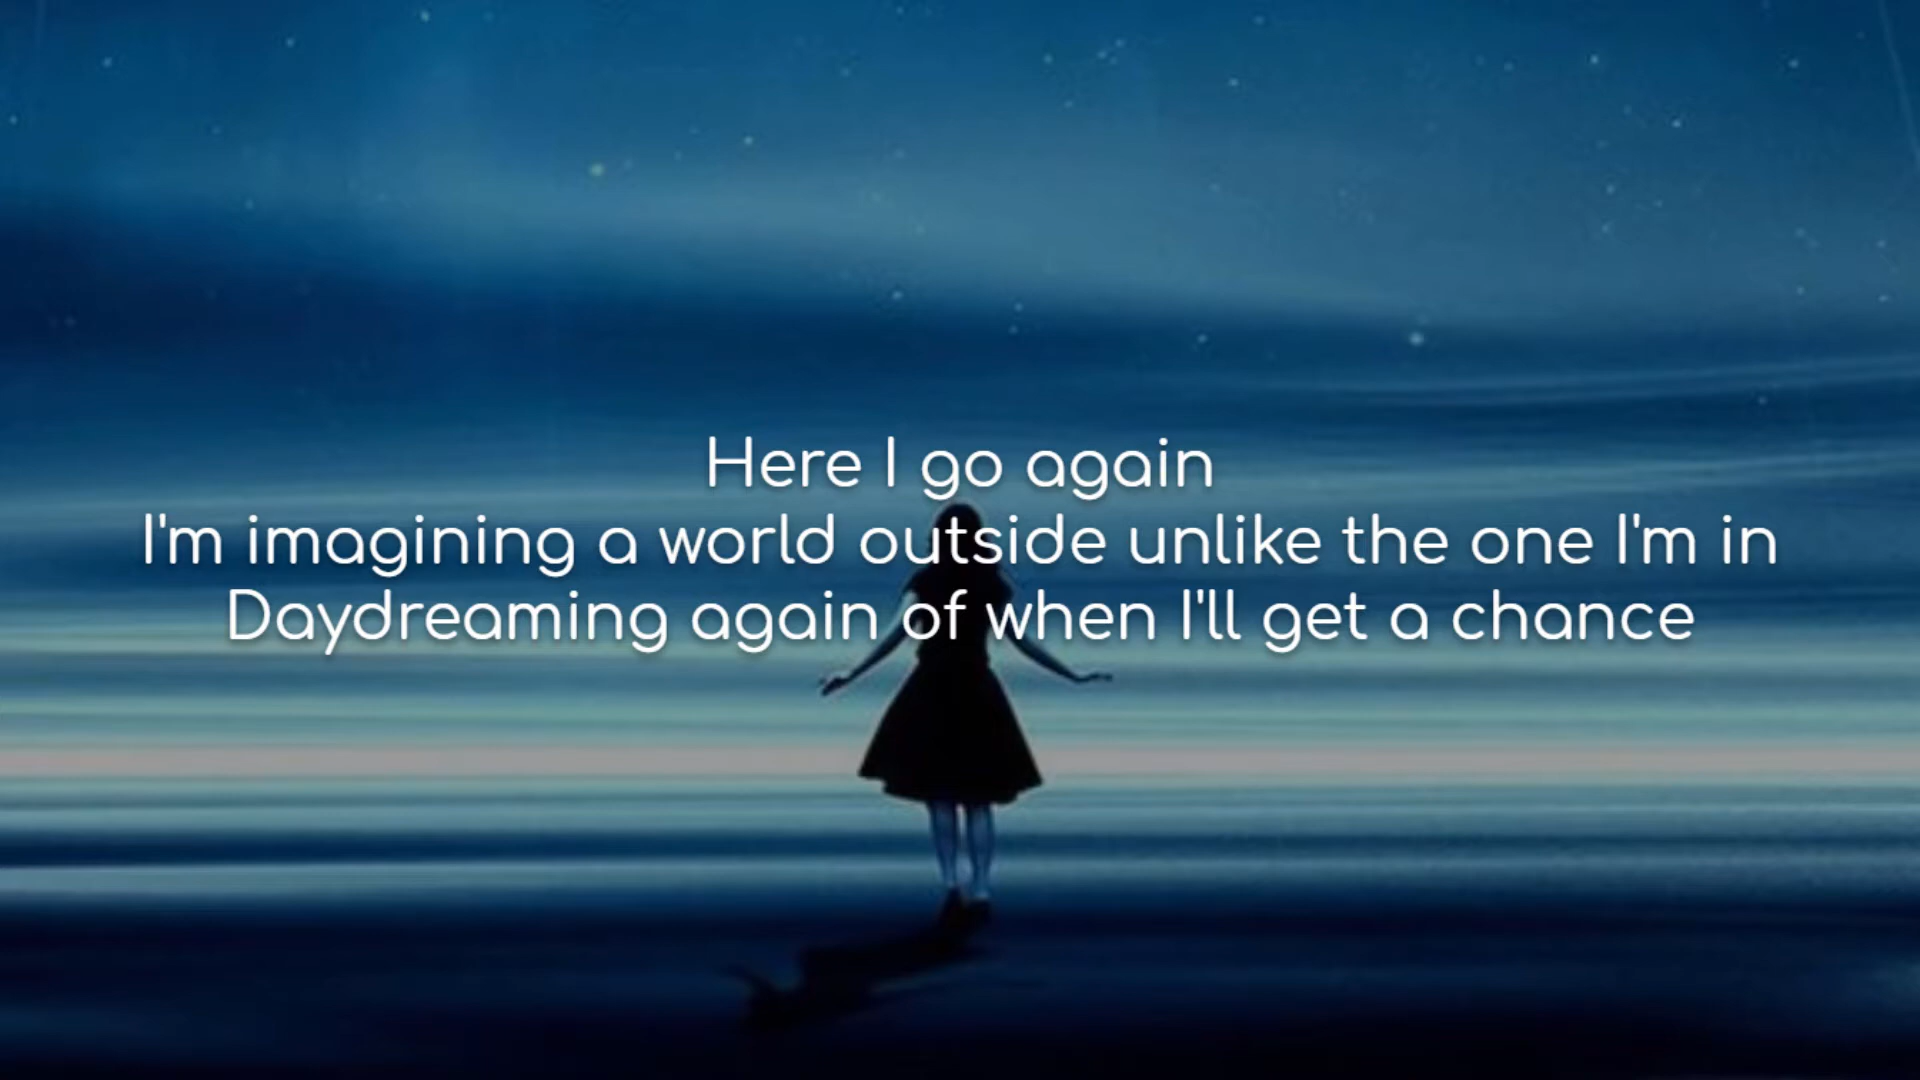 Here I go again
I'm imagining a world outside unlike the one I'm in
Daydreaming again of when I'll get a chance